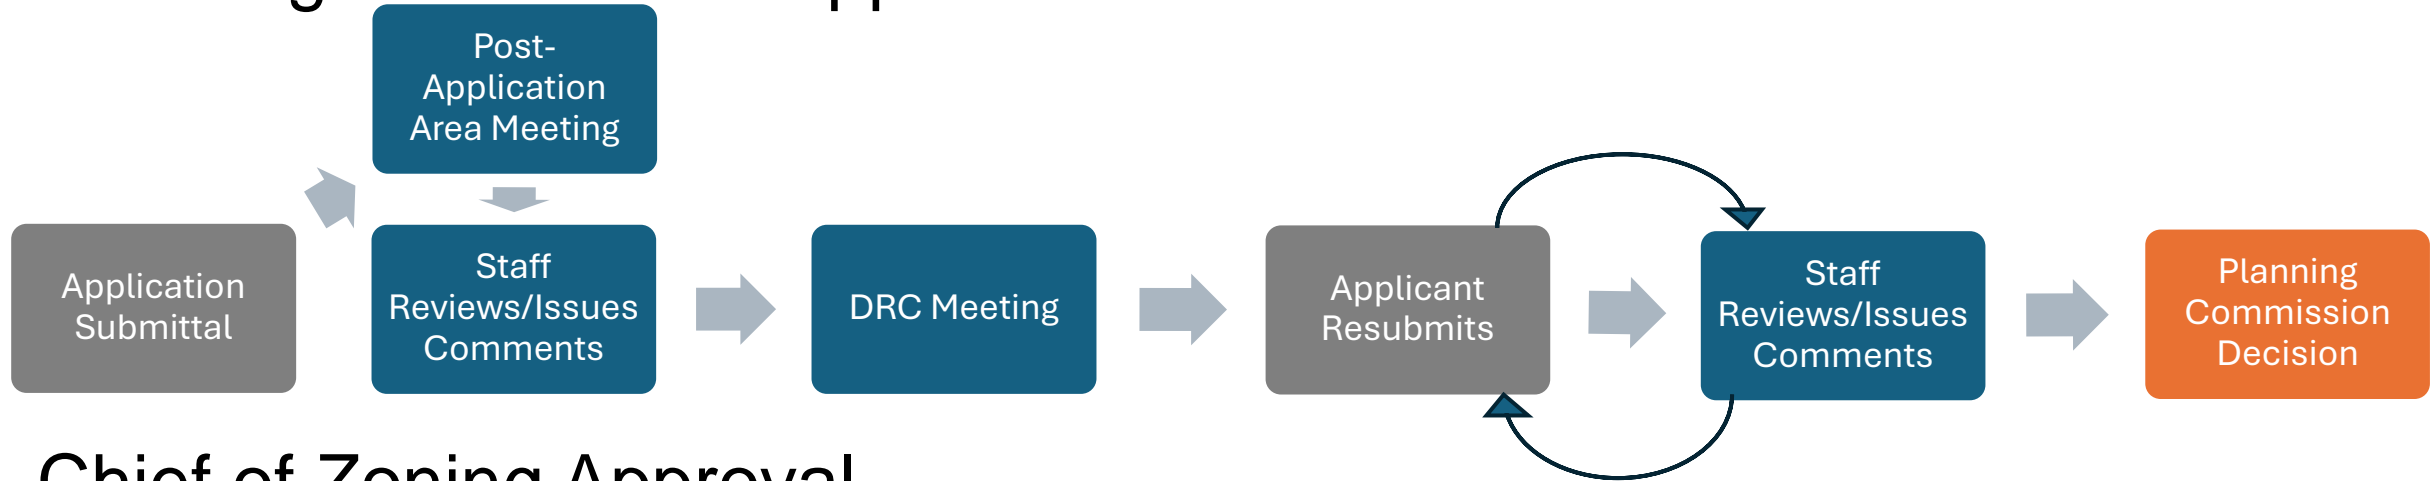 Post-
Application
Area Meeting
Application
Submittal
Staff
Reviews/Issues
Comments
DRC Meeting
Applicant
Resubmits
Staff
Reviews/Issues
Comments
Planning
Commission
Decision
Chief of Zoning Approval